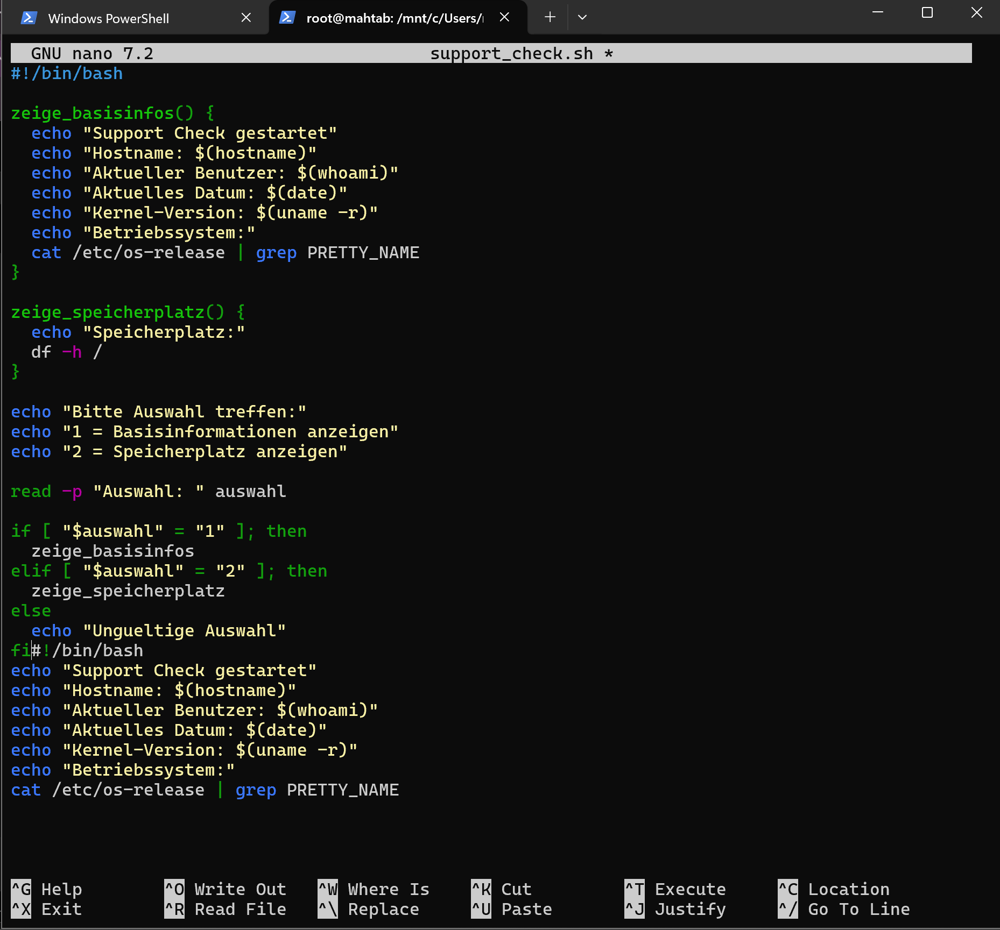 Windows PowerShell
root@mahtab: /mnt/c/Users/
GNU nano 7.2 support_check.sh *
#!/bin/bash
zeige_basisinfos() {
  echo "Support Check gestartet"
  echo "Hostname: $(hostname)"
  echo "Aktueller Benutzer: $(whoami)"
  echo "Aktuelles Datum: $(date)"
  echo "Kernel-Version: $(uname -r)"
  echo "Betriebssystem:"
  cat /etc/os-release | grep PRETTY_NAME
}
zeige_speicherplatz() {
  echo "Speicherplatz:"
  df -h /
}
echo "Bitte Auswahl treffen:"
echo "1 = Basisinformationen anzeigen"
echo "2 = Speicherplatz anzeigen"
read -p "Auswahl: " auswahl
if [ "$auswahl" = "1" ]; then
  zeige_basisinfos
elif [ "$auswahl" = "2" ]; then
  zeige_speicherplatz
else
  echo "Ungueltige Auswahl"
fi#!/bin/bash
echo "Support Check gestartet"
echo "Hostname: $(hostname)"
echo "Aktueller Benutzer: $(whoami)"
echo "Aktuelles Datum: $(date)"
echo "Kernel-Version: $(uname -r)"
echo "Betriebssystem:"
cat /etc/os-release | grep PRETTY_NAME
^G Help ^O Write Out ^W Where Is ^K Cut ^T Execute ^C Location
^X Exit ^R Read File ^\ Replace ^U Paste ^J Justify ^/ Go To Line